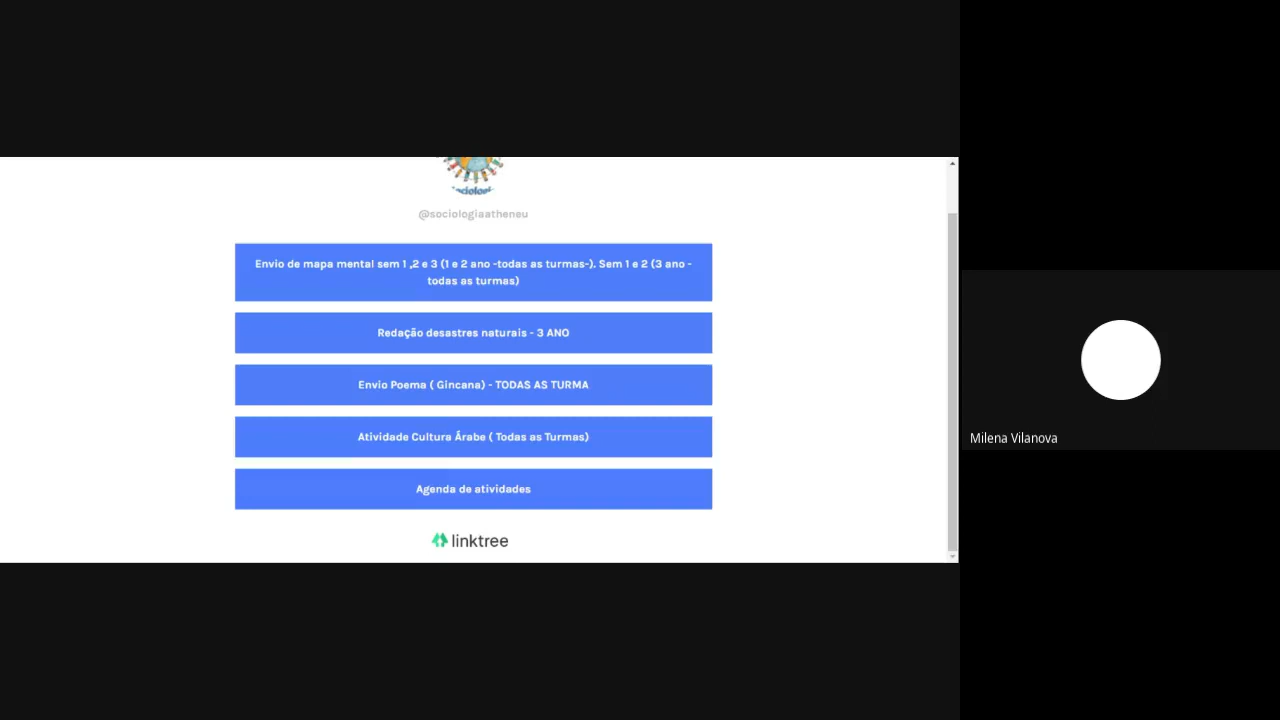 @sociologiaatheneu
Envio de mapa mental sem 1 ,2 e 3 (1 e 2 ano -todas as turmas-). Sem 1 e 2 (3 ano -
todas as turmas)
Redação desastres naturais - 3 ANO
Envio Poema ( Gincana) - TODAS AS TURMA
Atividade Cultura Árabe ( Todas as Turmas)
Agenda de atividades
linktree
Milena Vilanova